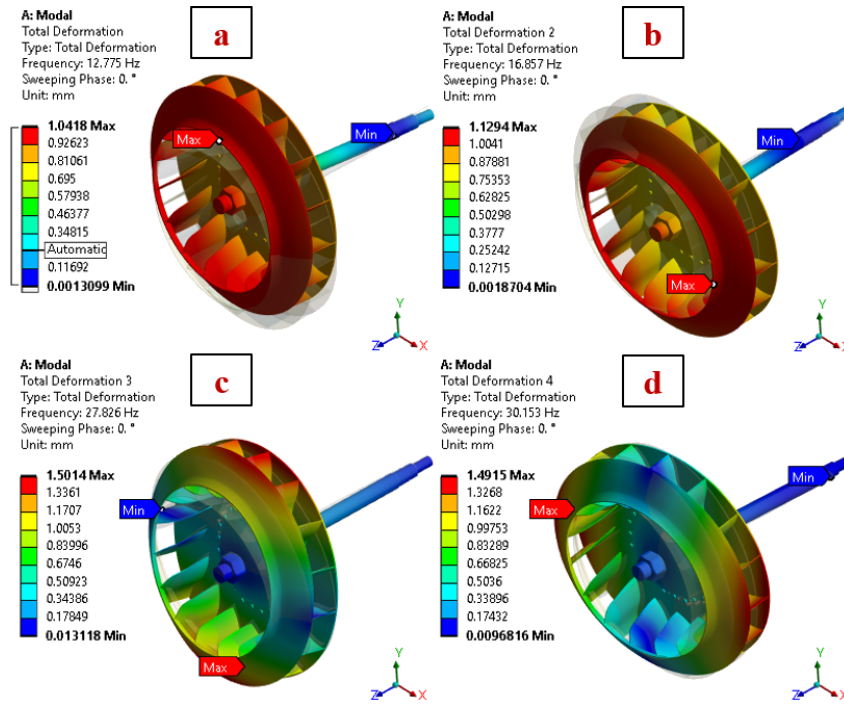 A: Modal
Total Deformation
Type: Total Deformation
Frequency: 12.775 Hz
Sweeping Phase: 0. °
Unit: mm
a
1.0418 Max
0.92623
0.81061
0.695
0.57938
0.46377
0.34815
Automatic
0.11692
0.0013099 Min
Max
Min
Y
Z
X
A: Modal
Total Deformation 2
Type: Total Deformation
Frequency: 16.857 Hz
Sweeping Phase: 0. °
Unit: mm
b
1.1294 Max
1.0041
0.87881
0.75353
0.62825
0.50298
0.3777
0.25242
0.12715
0.0018704 Min
Min
Max
Y
Z
X
A: Modal
Total Deformation 3
Type: Total Deformation
Frequency: 27.826 Hz
Sweeping Phase: 0. °
Unit: mm
c
1.5014 Max
1.3361
1.1707
1.0053
0.83996
0.6746
0.50923
0.34386
0.17849
0.013118 Min
Min
Max
Y
Z
X
A: Modal
Total Deformation 4
Type: Total Deformation
Frequency: 30.153 Hz
Sweeping Phase: 0. °
Unit: mm
d
1.4915 Max
1.3268
1.1622
0.99753
0.83289
0.66825
0.5036
0.33896
0.17432
0.0096816 Min
Min
Max
Y
Z
X